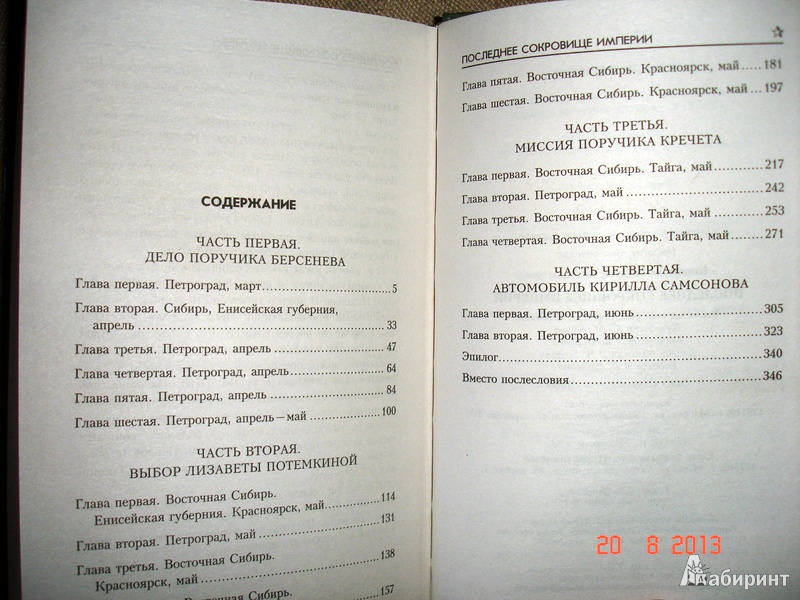 СОДЕРЖАНИЕ
ЧАСТЬ ПЕРВАЯ.
ДЕЛО ПОРУЧИКА БЕРСЕНЕВА
Глава первая. Петроград, март 5
Глава вторая. Сибирь, Енисейская губерния,
апрель 33
Глава третья. Петроград, апрель 47
Глава четвертая. Петроград, апрель 64
Глава пятая. Петроград, апрель 84
Глава шестая. Петроград, апрель—май 100
ЧАСТЬ ВТОРАЯ.
ВЫБОР ЛИЗАВЕТЫ ПОТЕМКИНОЙ
Глава первая. Восточная Сибирь.
Енисейская губерния. Красноярск, май 114
Глава вторая. Петроград, май 131
Глава третья. Восточная Сибирь.
Красноярск, май 138
Восточная Сибирь. 157
ПОСЛЕДНЕЕ СОКРОВИЩЕ ИМПЕРИИ
Глава пятая. Восточная Сибирь. Красноярск, май 181
Глава шестая. Восточная Сибирь. Красноярск, май 197
ЧАСТЬ ТРЕТЬЯ.
МИССИЯ ПОРУЧИКА КРЕЧЕТА
Глава первая. Восточная Сибирь. Тайга, май 217
Глава вторая. Петроград, май 242
Глава третья. Восточная Сибирь. Тайга, май 253
Глава четвертая. Восточная Сибирь. Тайга, май 271
ЧАСТЬ ЧЕТВЕРТАЯ.
АВТОМОБИЛЬ КИРИЛЛА САМСОНОВА
Глава первая. Петроград, июнь 305
Глава вторая. Петроград, июнь 323
Эпилог 340
Вместо послесловия 346
20 8 2013
Лабиринт